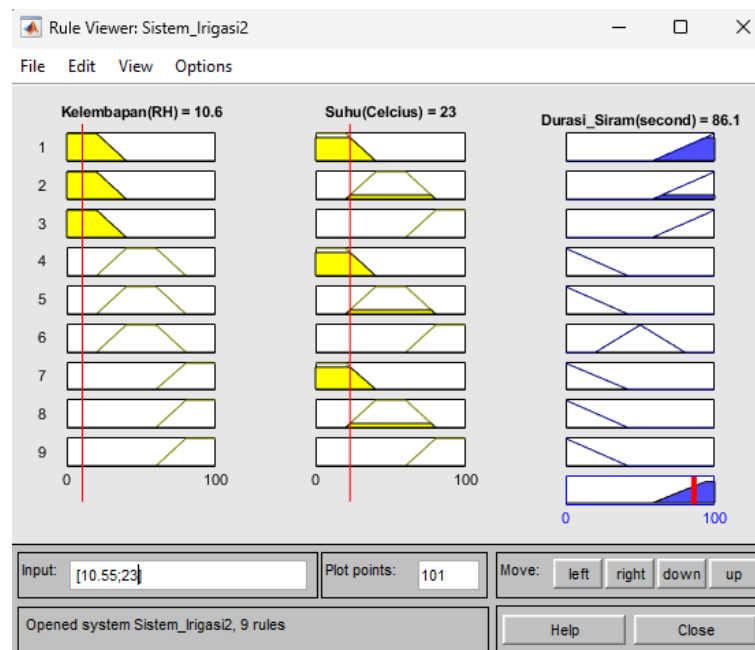 Rule Viewer: Sistem_Irigasi2
File Edit View Options
Kelembapan(RH) = 10.6 Suhu(Celcius) = 23 Durasi_Siram(second) = 86.1
1
2
3
4
5
6
7
8
9
0 100 0 100
0 100
Input: [10.55;23] Plot points: 101 Move: left right down up
Opened system Sistem_Irigasi2, 9 rules Help Close